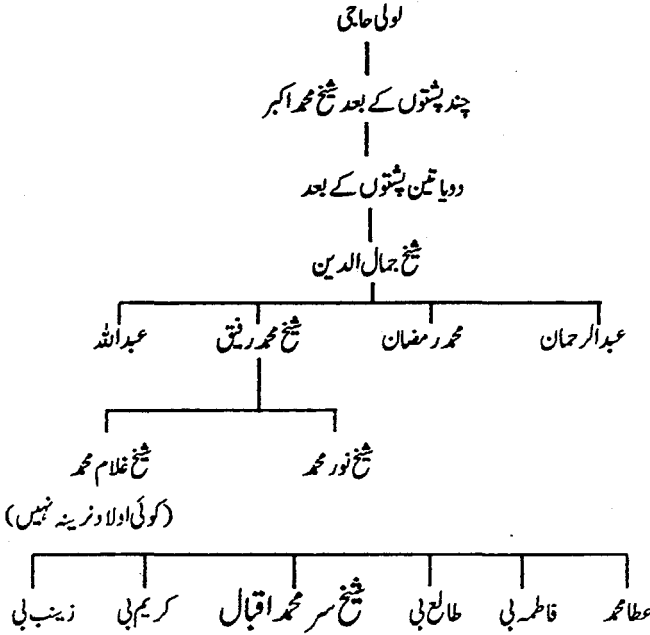 لولی حاجی
چند پشتوں کے بعد شیخ محمد اکبر
دو یا تین پشتوں کے بعد
شیخ جمال الدین
عبدالرحمان محمد رمضان شیخ محمد رفیق عبداللہ
شیخ نور محمد شیخ غلام محمد
(کوئی اولاد نرینہ نہیں)
عطا محمد فاطمہ بی طالع بی شیخ سر محمد اقبال کریم بی زینب بی